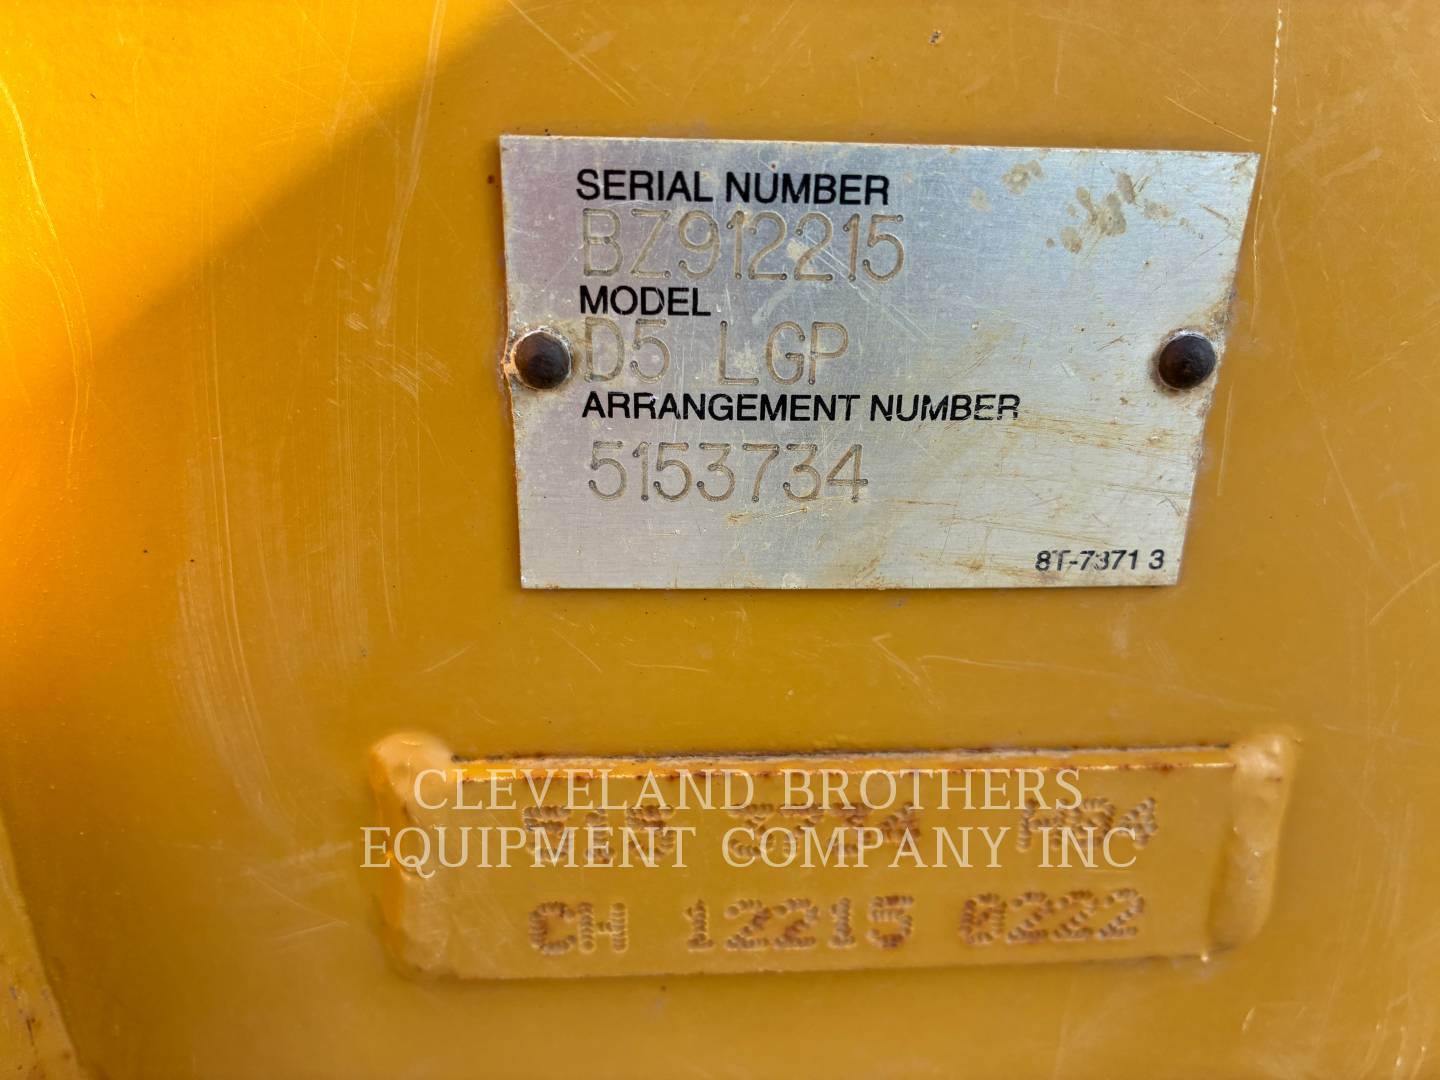 SERIAL NUMBER
BZ912215
MODEL
D5 LGP
ARRANGEMENT NUMBER
5153734
8T-7371 3
CLEVELAND BROTHERS
EQUIPMENT COMPANY INC
CH 12215